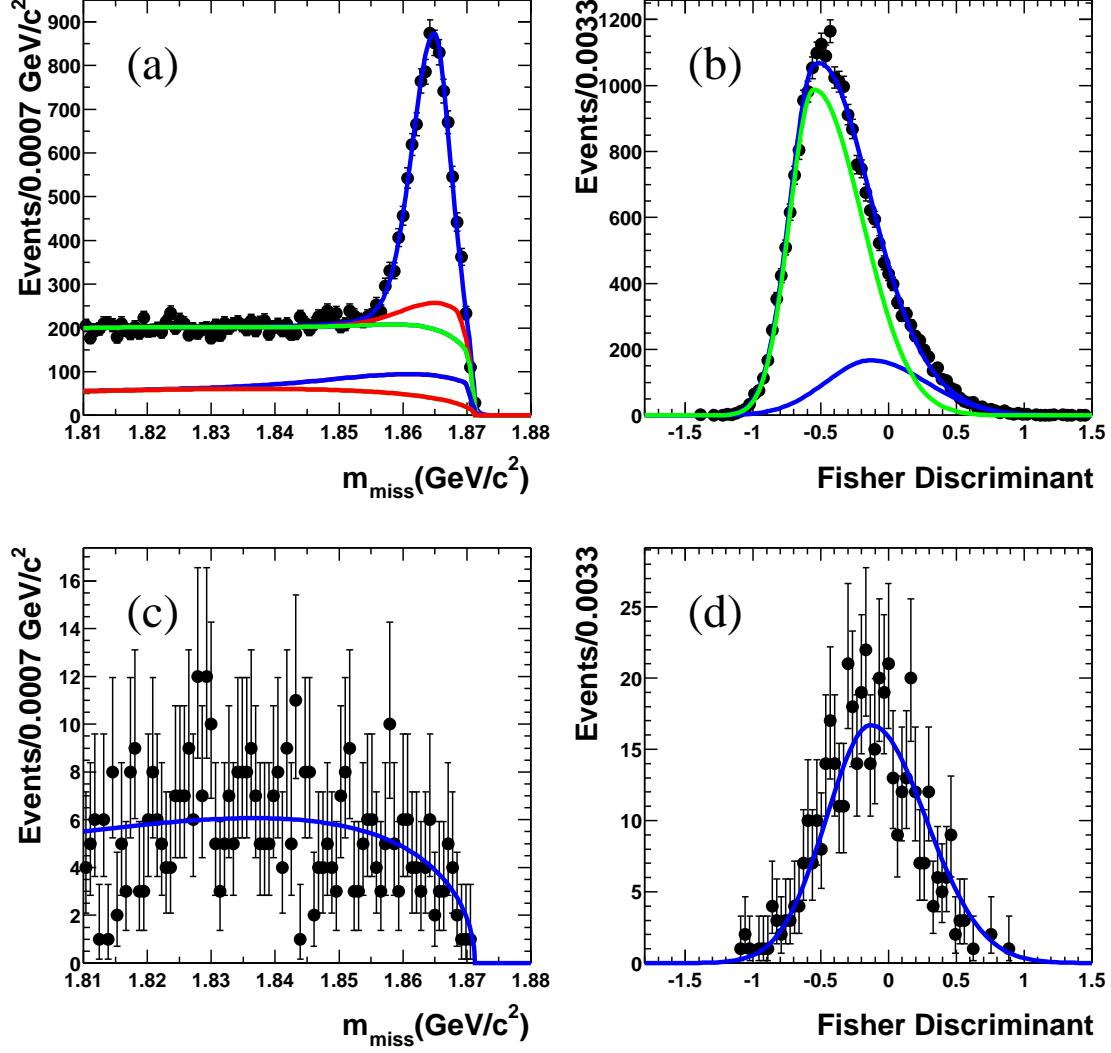 Events/0.0007 GeV/c²
900
800
700
600
500
400
300
200
100
0
(a)
1.81 1.82 1.83 1.84 1.85 1.86 1.87 1.88
m_miss(GeV/c²)
Events/0.0033
1200
1000
800
600
400
200
0
(b)
-1.5 -1 -0.5 0 0.5 1 1.5
Fisher Discriminant
Events/0.0007 GeV/c²
16
14
12
10
8
6
4
2
0
(c)
1.81 1.82 1.83 1.84 1.85 1.86 1.87 1.88
m_miss(GeV/c²)
Events/0.0033
25
20
15
10
5
0
(d)
-1.5 -1 -0.5 0 0.5 1 1.5
Fisher Discriminant